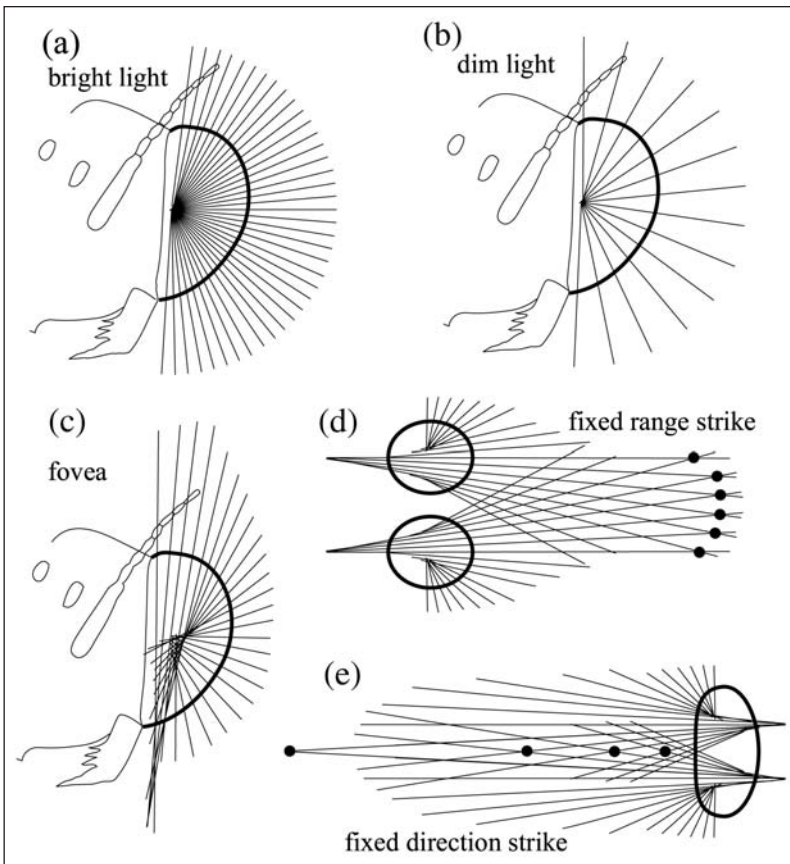 (a)
bright light
(b)
dim light
(c)
fovea
(d)
fixed range strike
(e)
fixed direction strike